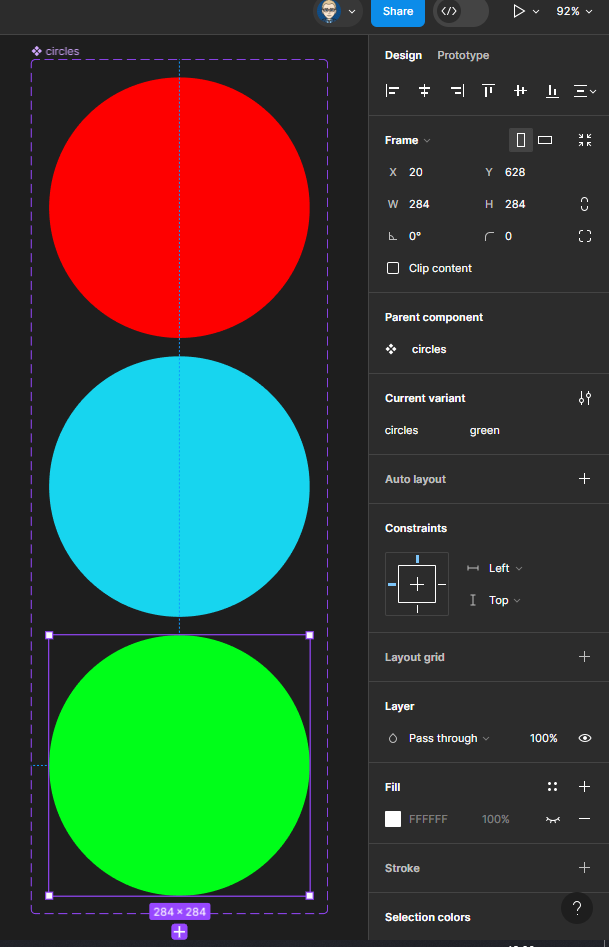 Share
92%
circles
Design Prototype
Frame
X 20 Y 628
W 284 H 284
0° 0
Clip content
Parent component
circles
Current variant
circles green
Auto layout
Constraints
Left
Top
Layout grid
Layer
Pass through 100%
Fill
FFFFFF 100%
Stroke
284 × 284
Selection colors
?